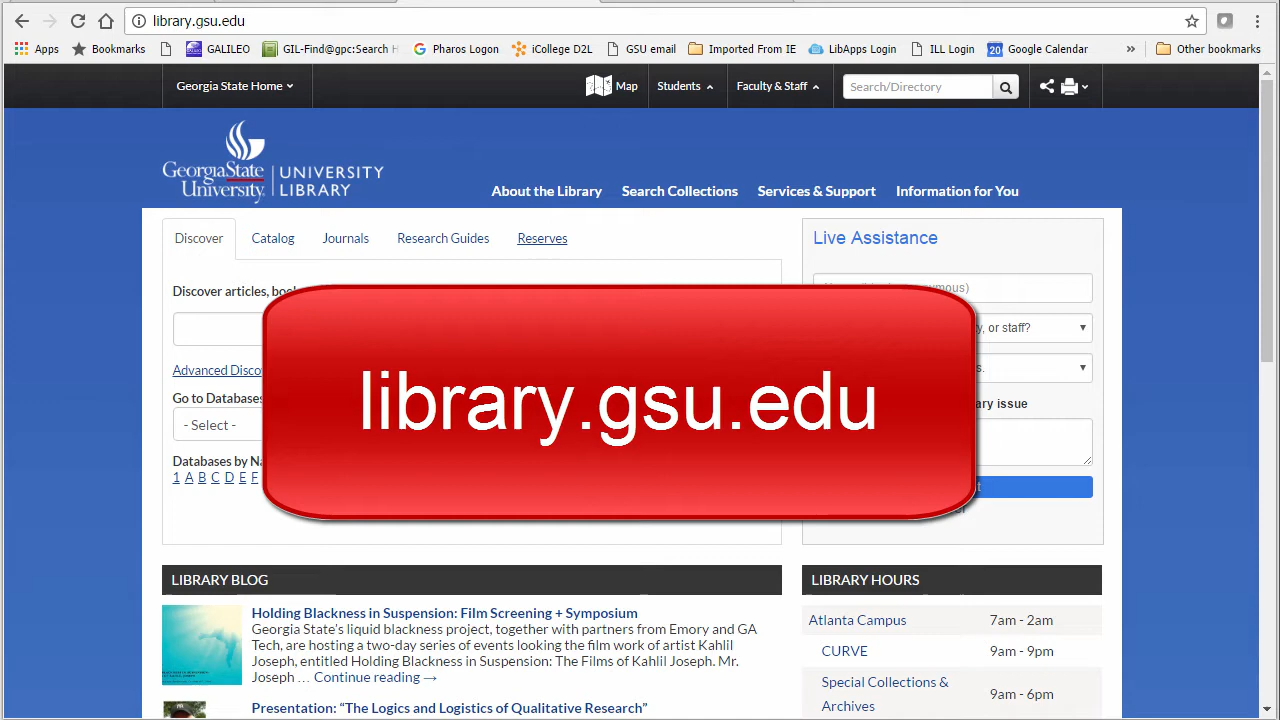 library.gsu.edu
Apps Bookmarks GALILEO GIL-Find@gpc:Search Pharos Logon iCollege D2L GSU email Imported From IE LibApps Login ILL Login 20 Google Calendar » Other bookmarks
Georgia State Home Map Students Faculty & Staff Search/Directory
GeorgiaState University. UNIVERSITY LIBRARY
About the Library Search Collections Services & Support Information for You
Discover Catalog Journals Research Guides Reserves
Live Assistance
Discover articles,
, or staff?
Advanced
Go to Databases
- Select -
issue
Databases by
1 A B C D E F
library.gsu.edu
LIBRARY BLOG
Holding Blackness in Suspension: Film Screening + Symposium
Georgia State's liquid blackness project, together with partners from Emory and GA
Tech, are hosting a two-day series of events looking the film work of artist Kahlil
Joseph, entitled Holding Blackness in Suspension: The Films of Kahlil Joseph. Mr.
Joseph … Continue reading →
Presentation: “The Logics and Logistics of Qualitative Research”
LIBRARY HOURS
Atlanta Campus 7am - 2am
CURVE 9am - 9pm
Special Collections &
Archives 9am - 6pm